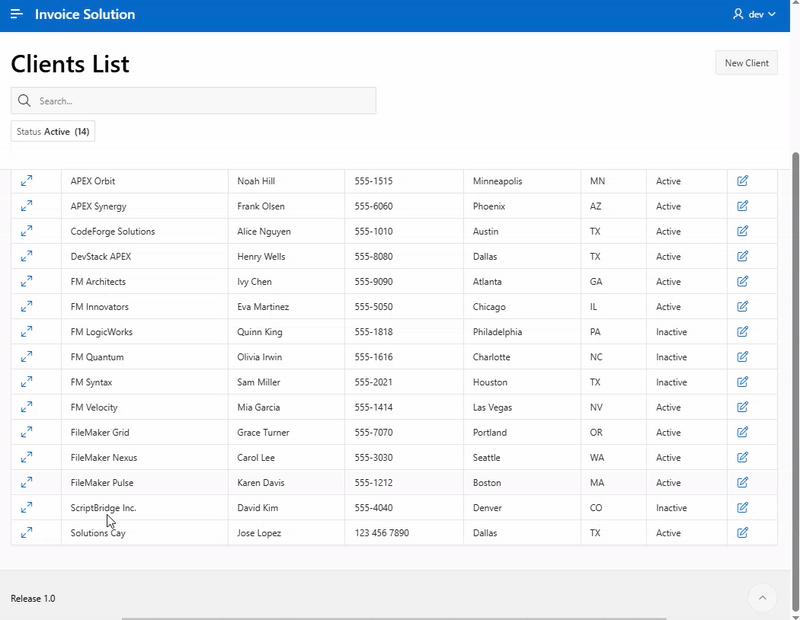 Invoice Solution dev
Clients List
New Client
Search...
Status Active (14)
APEX Orbit Noah Hill 555-1515 Minneapolis MN Active
APEX Synergy Frank Olsen 555-6060 Phoenix AZ Active
CodeForge Solutions Alice Nguyen 555-1010 Austin TX Active
DevStack APEX Henry Wells 555-8080 Dallas TX Active
FM Architects Ivy Chen 555-9090 Atlanta GA Active
FM Innovators Eva Martinez 555-5050 Chicago IL Active
FM LogicWorks Quinn King 555-1818 Philadelphia PA Inactive
FM Quantum Olivia Irwin 555-1616 Charlotte NC Inactive
FM Syntax Sam Miller 555-2021 Houston TX Inactive
FM Velocity Mia Garcia 555-1414 Las Vegas NV Active
FileMaker Grid Grace Turner 555-7070 Portland OR Active
FileMaker Nexus Carol Lee 555-3030 Seattle WA Active
FileMaker Pulse Karen Davis 555-1212 Boston MA Active
ScriptBridge Inc. David Kim 555-4040 Denver CO Inactive
Solutions Cay Jose Lopez 123 456 7890 Dallas TX Active
Release 1.0